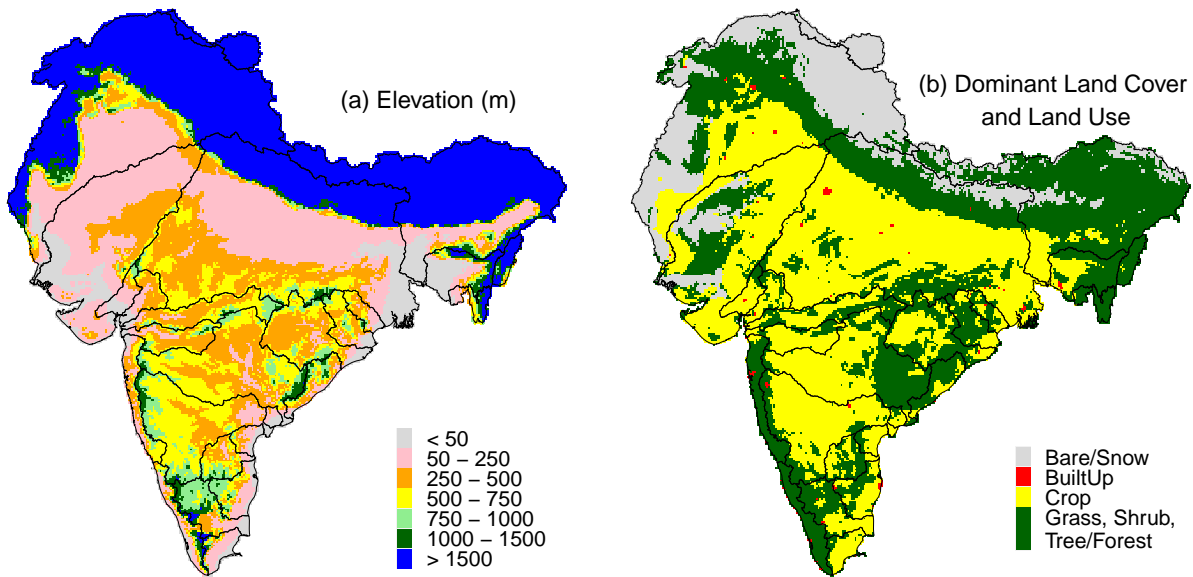 (a) Elevation (m)
< 50
50 – 250
250 – 500
500 – 750
750 – 1000
1000 – 1500
> 1500
(b) Dominant Land Cover
and Land Use
Bare/Snow
BuiltUp
Crop
Grass, Shrub,
Tree/Forest